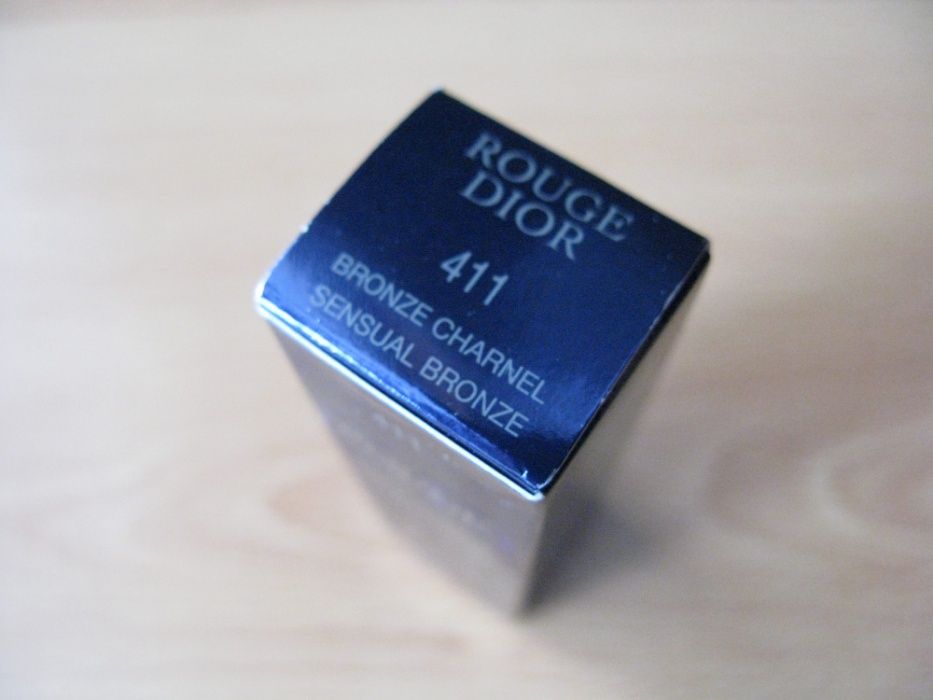 ROUGE
DIOR
411
BRONZE CHARNEL
SENSUAL BRONZE